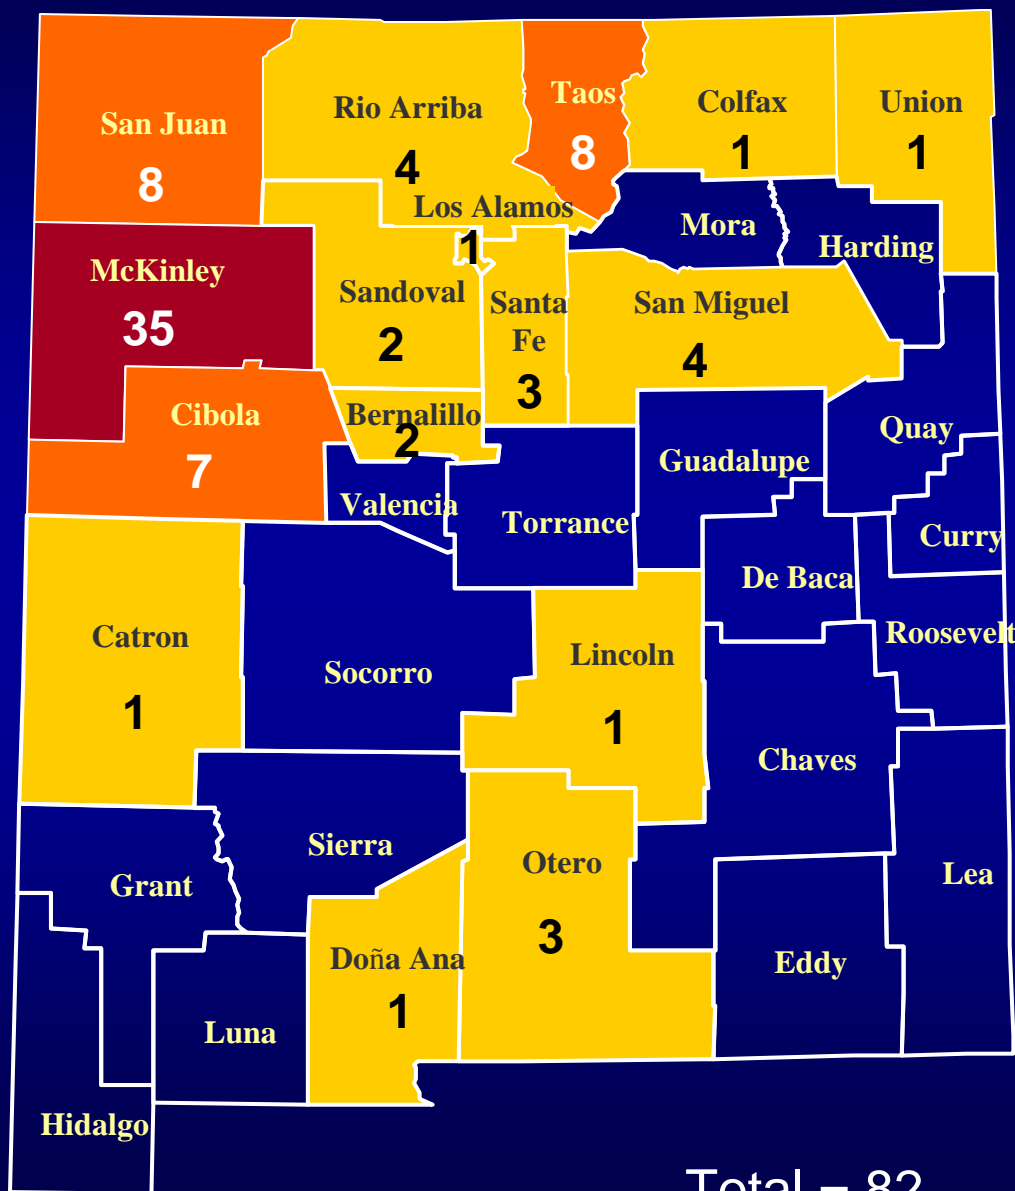 San Juan
8
Rio Arriba
4
Taos
8
Colfax
1
Union
1
Los Alamos
1
Mora
Harding
McKinley
35
Sandoval
2
Santa
Fe
3
San Miguel
4
Cibola
7
Bernalillo
2
Valencia
Torrance
Guadalupe
Quay
Curry
De Baca
Roosevelt
Catron
1
Socorro
Lincoln
1
Chaves
Sierra
Otero
3
Lea
Grant
Doña Ana
1
Eddy
Luna
Hidalgo
Total = 82